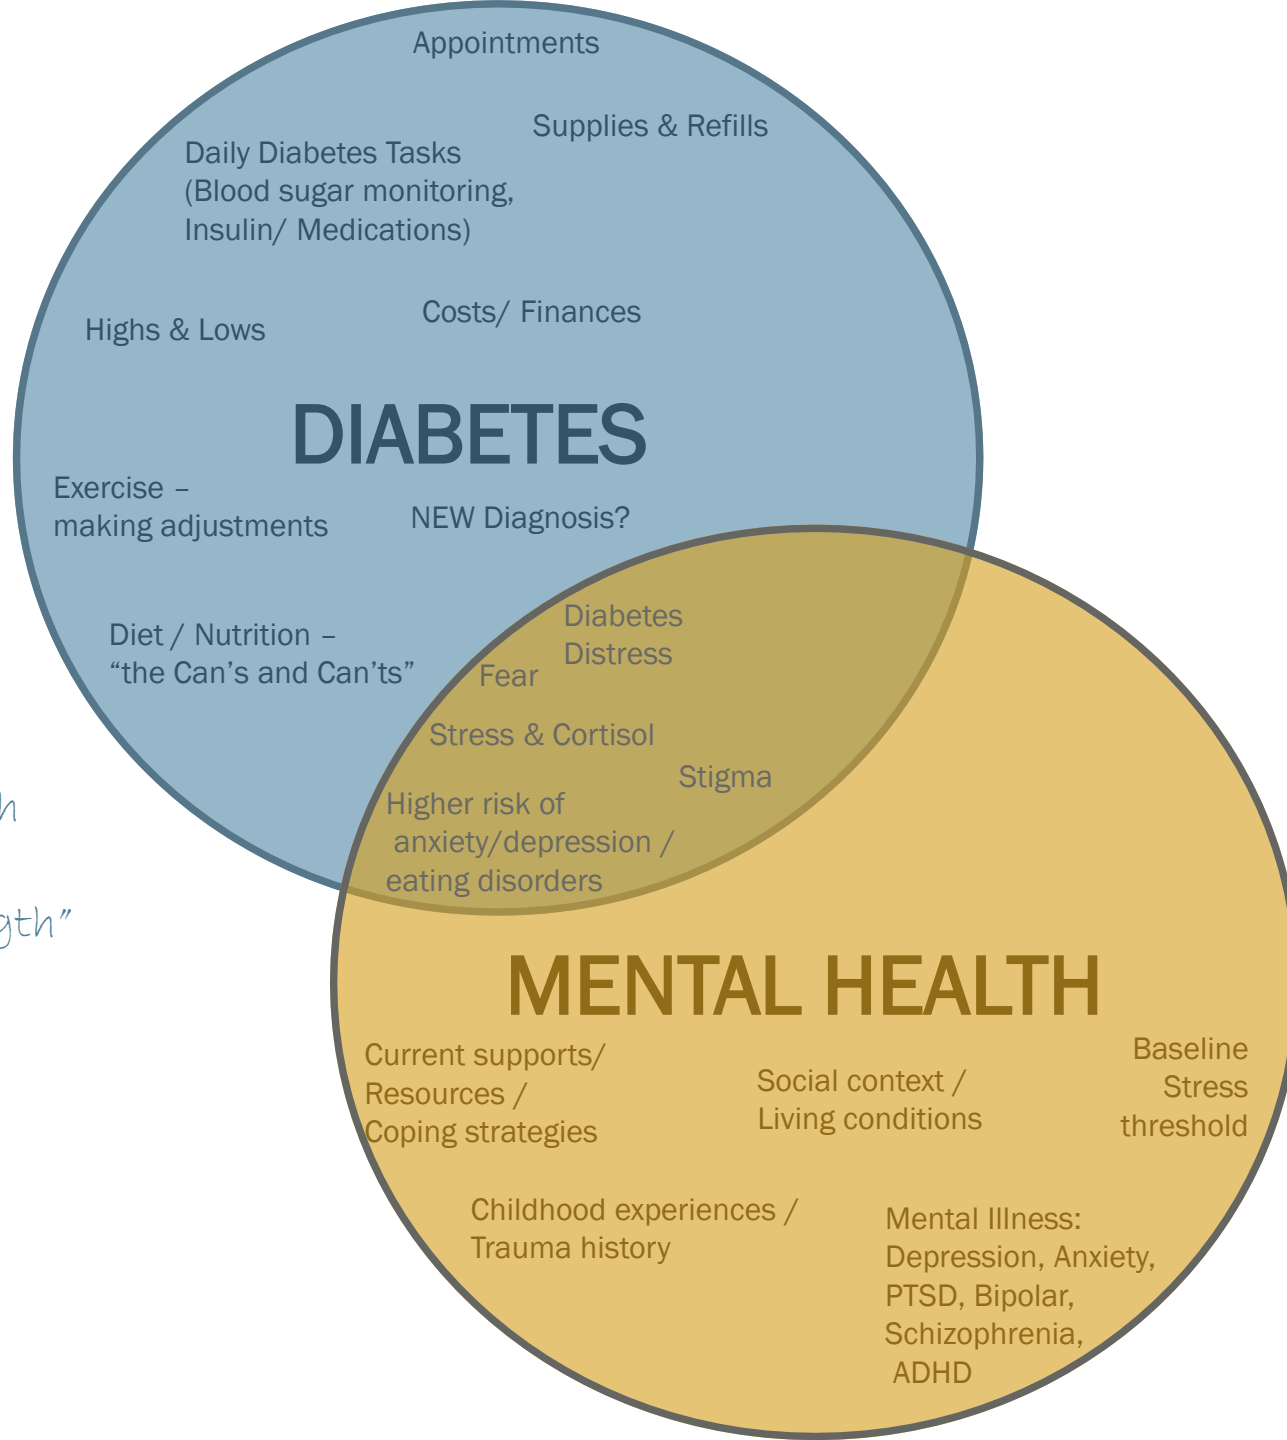 Appointments
Supplies & Refills
Daily Diabetes Tasks
(Blood sugar monitoring,
Insulin/ Medications)
Costs/ Finances
Highs & Lows
DIABETES
Exercise –
making adjustments
NEW Diagnosis?
Diet / Nutrition –
“the Can’s and Can’ts”
Diabetes
Distress
Fear
Stress & Cortisol
Stigma
Higher risk of
anxiety/depression /
eating disorders
MENTAL HEALTH
Current supports/
Resources /
Coping strategies
Social context /
Living conditions
Baseline
Stress
threshold
Childhood experiences /
Trauma history
Mental Illness:
Depression, Anxiety,
PTSD, Bipolar,
Schizophrenia,
ADHD